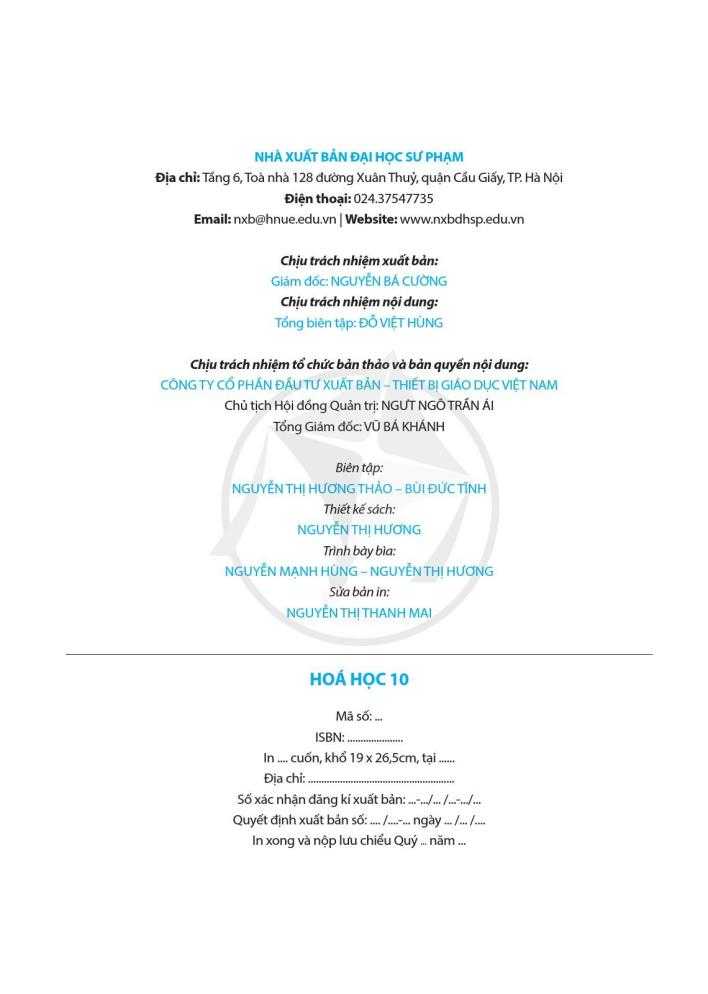 NHÀ XUẤT BẢN ĐẠI HỌC SƯ PHẠM
Địa chỉ: Tầng 6, Toà nhà 128 đường Xuân Thuỷ, quận Cầu Giấy, TP. Hà Nội
Điện thoại: 024.37547735
Email: nxb@hnue.edu.vn | Website: www.nxbdhsp.edu.vn
Chịu trách nhiệm xuất bản:
Giám đốc: NGUYỄN BÁ CƯỜNG
Chịu trách nhiệm nội dung:
Tổng biên tập: ĐỖ VIỆT HÙNG
Chịu trách nhiệm tổ chức bản thảo và bản quyền nội dung:
CÔNG TY CỔ PHẦN ĐẦU TƯ XUẤT BẢN – THIẾT BỊ GIÁO DỤC VIỆT NAM
Chủ tịch Hội đồng Quản trị: NGƯT NGÔ TRẦN ÁI
Tổng Giám đốc: VŨ BÁ KHÁNH
Biên tập:
NGUYỄN THỊ HƯƠNG THẢO – BÙI ĐỨC TĨNH
Thiết kế sách:
NGUYỄN THỊ HƯƠNG
Trình bày bìa:
NGUYỄN MẠNH HÙNG – NGUYỄN THỊ HƯƠNG
Sửa bản in:
NGUYỄN THỊ THANH MAI
HOÁ HỌC 10
Mã số: ...
ISBN: .....................
In .... cuốn, khổ 19 x 26,5cm, tại ......
Địa chỉ: .......................................................
Số xác nhận đăng kí xuất bản: ...-.../... /...-.../...
Quyết định xuất bản số: .... /....-... ngày ... /... /....
In xong và nộp lưu chiểu Quý ... năm ...